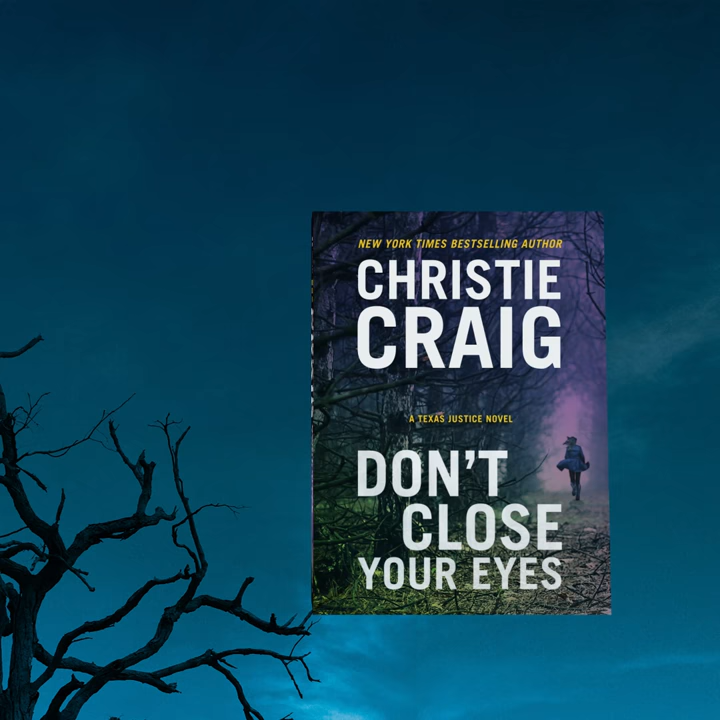 NEW YORK TIMES BESTSELLING AUTHOR
CHRISTIE
CRAIG
A TEXAS JUSTICE NOVEL
DON'T
CLOSE
YOUR EYES